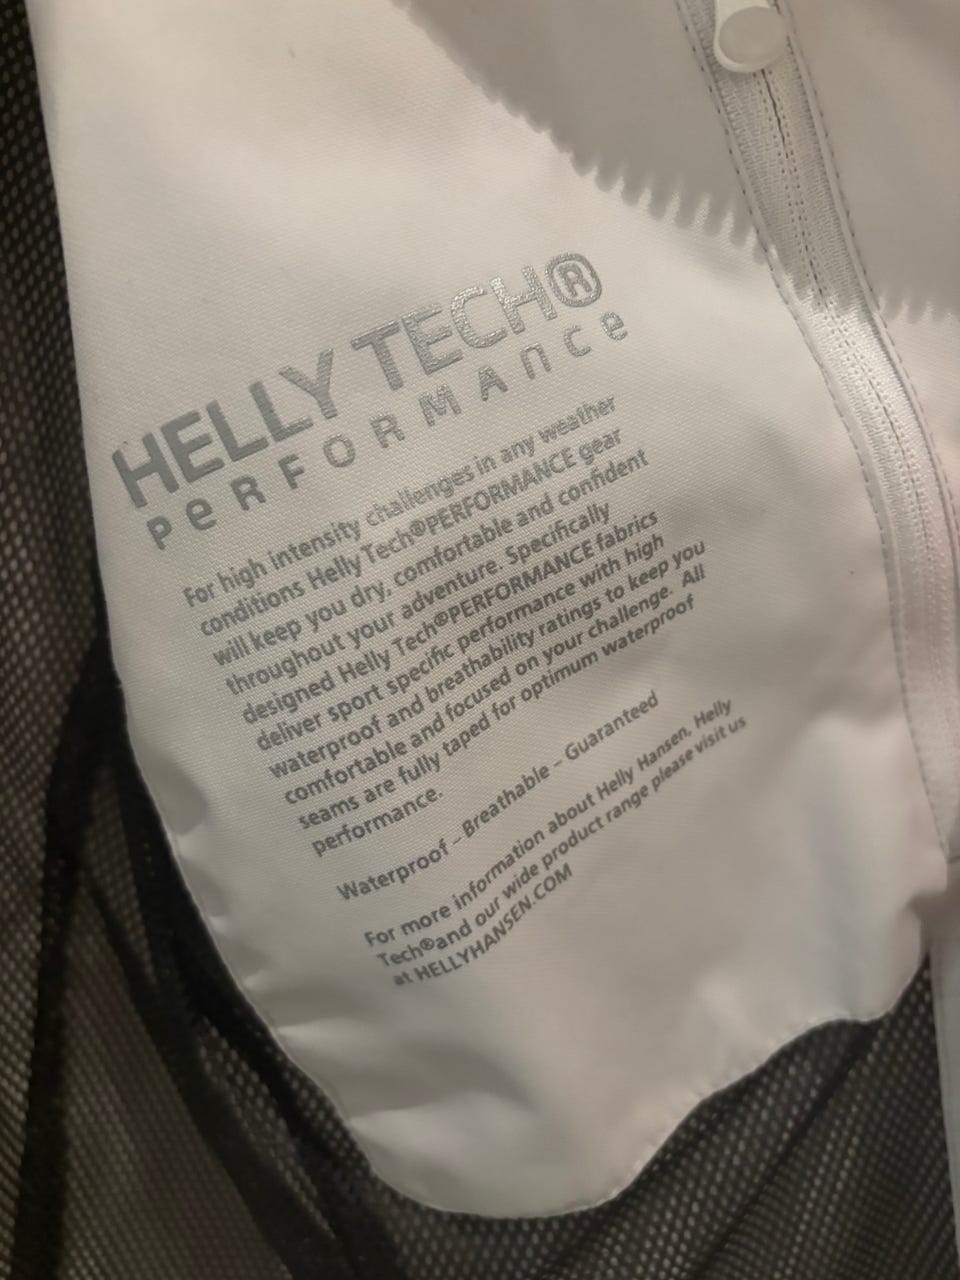 HELLY TECH®
PeRFORMAnce
For high intensity challenges in any weather
conditions Helly Tech®PERFORMANCE gear
will keep you dry, comfortable and confident
throughout your adventure. Specifically
designed Helly Tech®PERFORMANCE fabrics
deliver sport specific performance with high
waterproof and breathability ratings to keep you
comfortable and focused on your challenge. All
seams are fully taped for optimum waterproof
performance.
Waterproof – Breathable – Guaranteed
For more information about Helly Hansen, Helly
Tech®and our wide product range please visit us
at HELLYHANSEN.COM